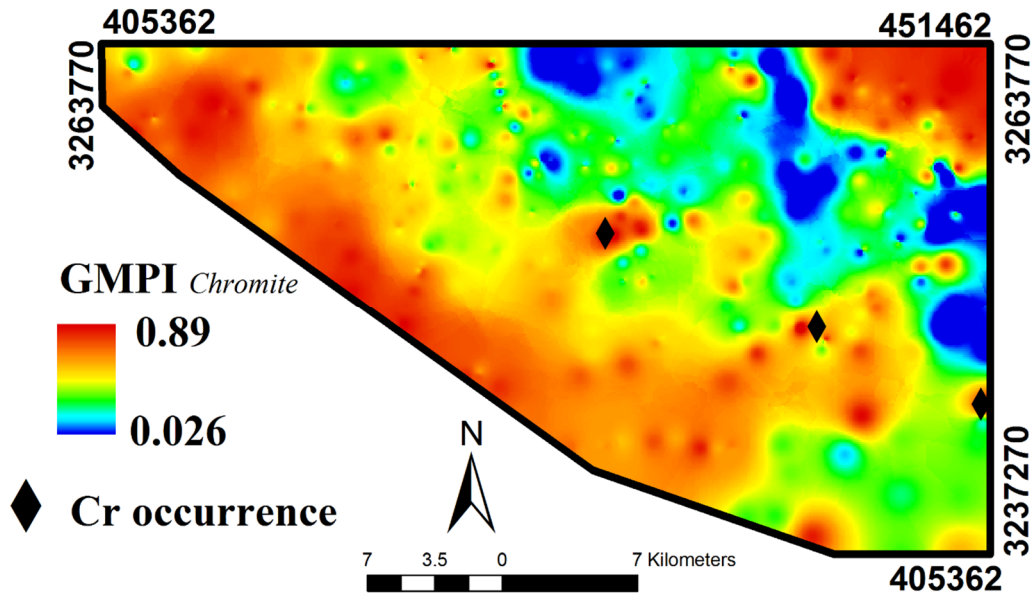 405362
451462
3263770
3263770
GMPI Chromite
0.89
0.026
N
Cr occurrence
3237270
7 3.5 0 7 Kilometers
405362